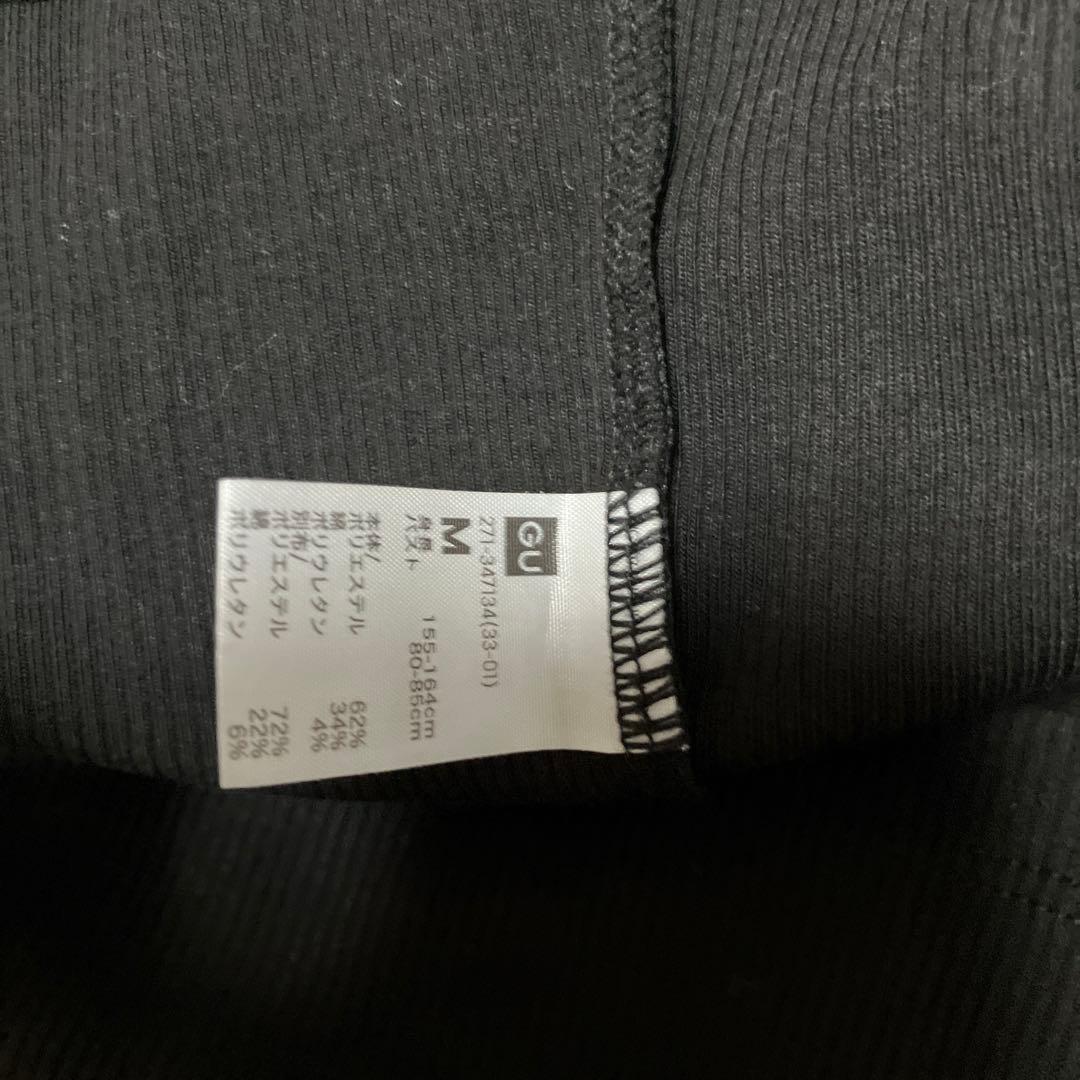 GU
271-347134(33-01)
M
身長 155-164cm
バスト 80-85cm
本体/
ポリエステル 62%
綿 34%
ポリウレタン 4%
別布/
ポリエステル 72%
綿 22%
ポリウレタン 6%